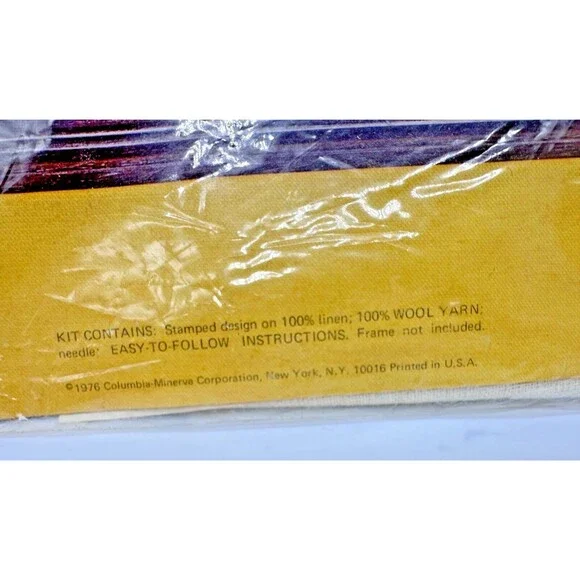 KIT CONTAINS: Stamped design on 100% linen; 100% WOOL YARN;
needle; EASY-TO-FOLLOW INSTRUCTIONS. Frame not included.
©1976 Columbia-Minerva Corporation, New York, N.Y. 10016 Printed in U.S.A.